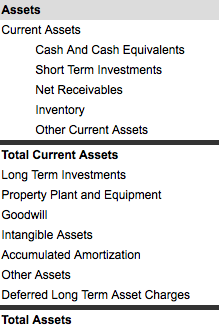 Assets
Current Assets
Cash And Cash Equivalents
Short Term Investments
Net Receivables
Inventory
Other Current Assets
Total Current Assets
Long Term Investments
Property Plant and Equipment
Goodwill
Intangible Assets
Accumulated Amortization
Other Assets
Deferred Long Term Asset Charges
Total Assets